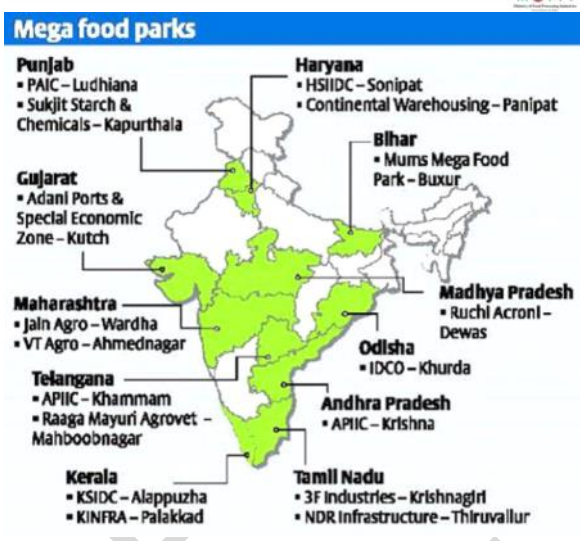 Mega food parks
Punjab
▪ PAIC – Ludhiana
▪ Sukjit Starch &
Chemicals – Kapurthala
Haryana
▪ HSIIDC – Sonipat
▪ Continental Warehousing – Panipat
Bihar
▪ Mums Mega Food
Park – Buxur
Gujarat
▪ Adani Ports &
Special Economic
Zone – Kutch
Madhya Pradesh
▪ Ruchi Acroni –
Dewas
Maharashtra
▪ Jain Agro – Wardha
▪ VT Agro – Ahmednagar
Odisha
▪ IDCO – Khurda
Telangana
▪ APIIC – Khammam
▪ Raaga Mayuri Agrovet –
Mahboobnagar
Andhra Pradesh
▪ APIIC – Krishna
Kerala
▪ KSIDC – Alappuzha
▪ KINFRA – Palakkad
Tamil Nadu
▪ 3F Industries – Krishnagiri
▪ NDR Infrastructure – Thiruvallur